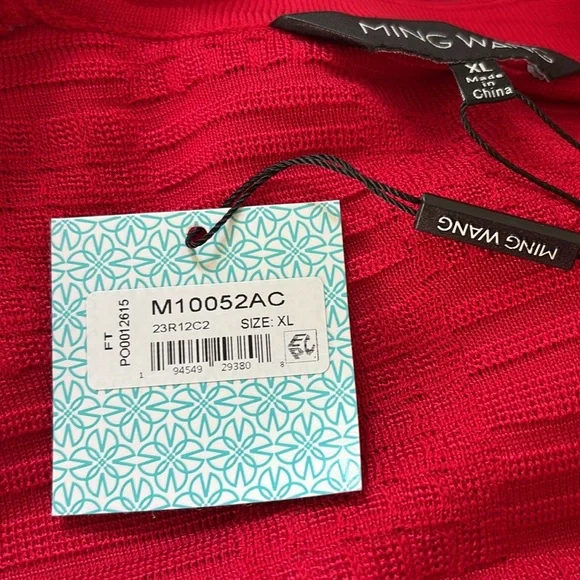 MING WANG
XL
Made
in
China
MING WANG
FT
PO0012615
M10052AC
23R12C2 SIZE: XL
1 94549 29380 8